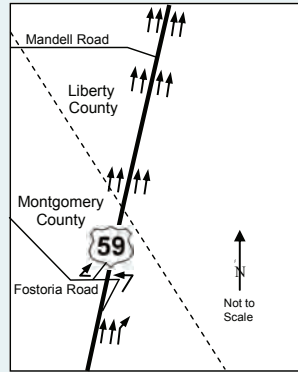 Mandell Road
Liberty
County
Montgomery
County
59
Fostoria Road
N
Not to
Scale